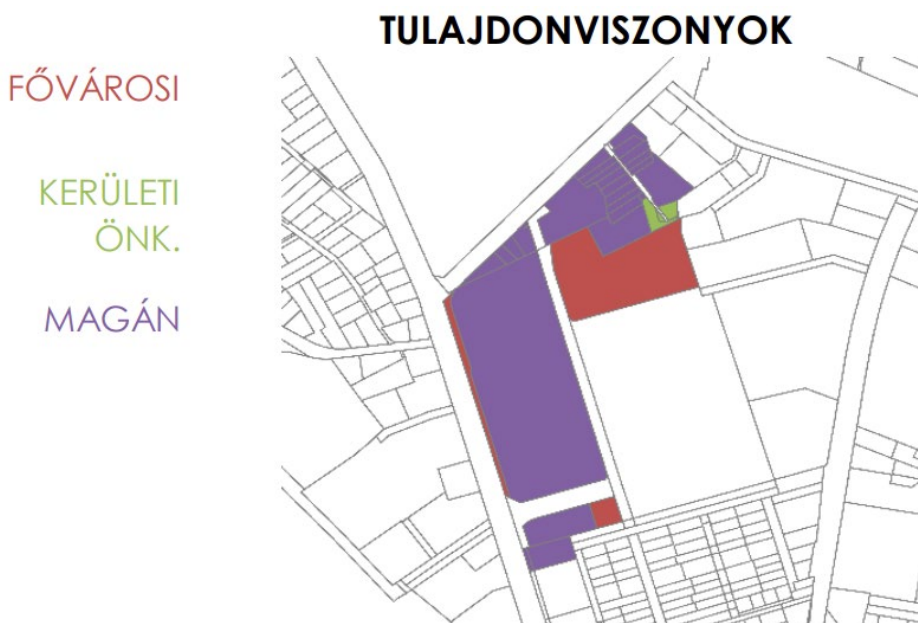 TULAJDONVISZONYOK
FŐVÁROSI
KERÜLETI
ÖNK.
MAGÁN